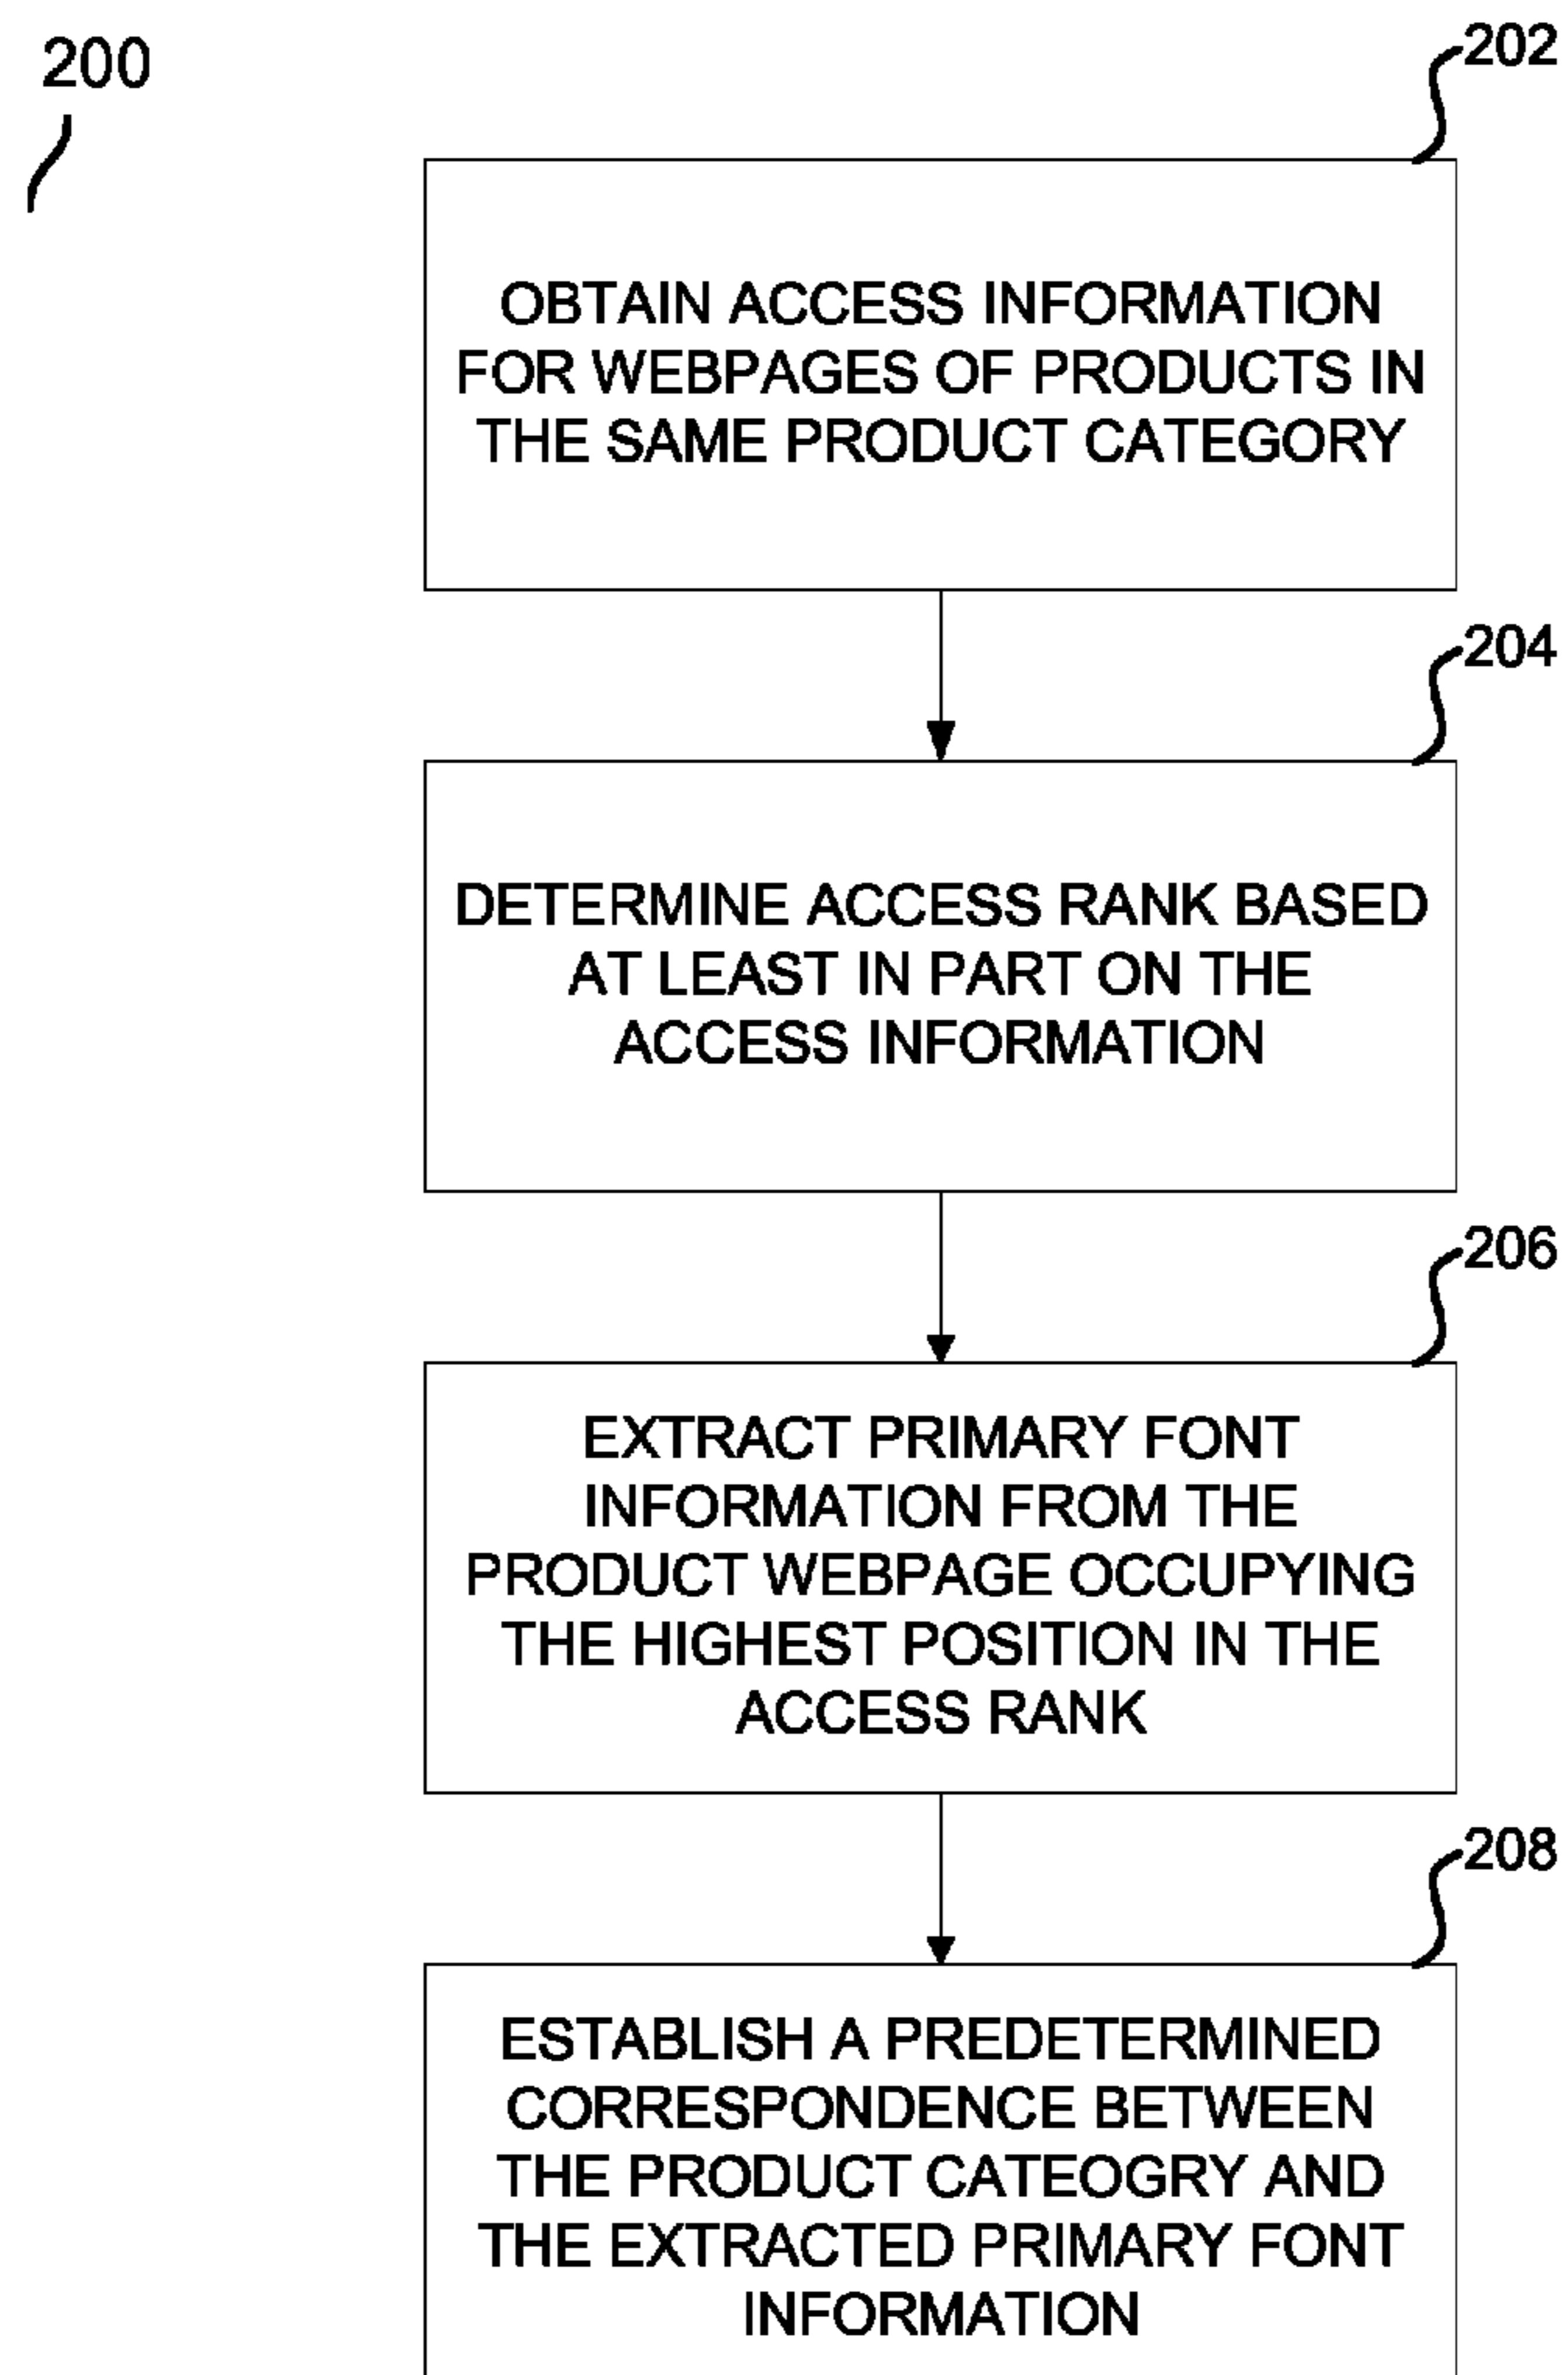 200
202
OBTAIN ACCESS INFORMATION
FOR WEBPAGES OF PRODUCTS IN
THE SAME PRODUCT CATEGORY
204
DETERMINE ACCESS RANK BASED
AT LEAST IN PART ON THE
ACCESS INFORMATION
206
EXTRACT PRIMARY FONT
INFORMATION FROM THE
PRODUCT WEBPAGE OCCUPYING
THE HIGHEST POSITION IN THE
ACCESS RANK
208
ESTABLISH A PREDETERMINED
CORRESPONDENCE BETWEEN
THE PRODUCT CATEOGRY AND
THE EXTRACTED PRIMARY FONT
INFORMATION